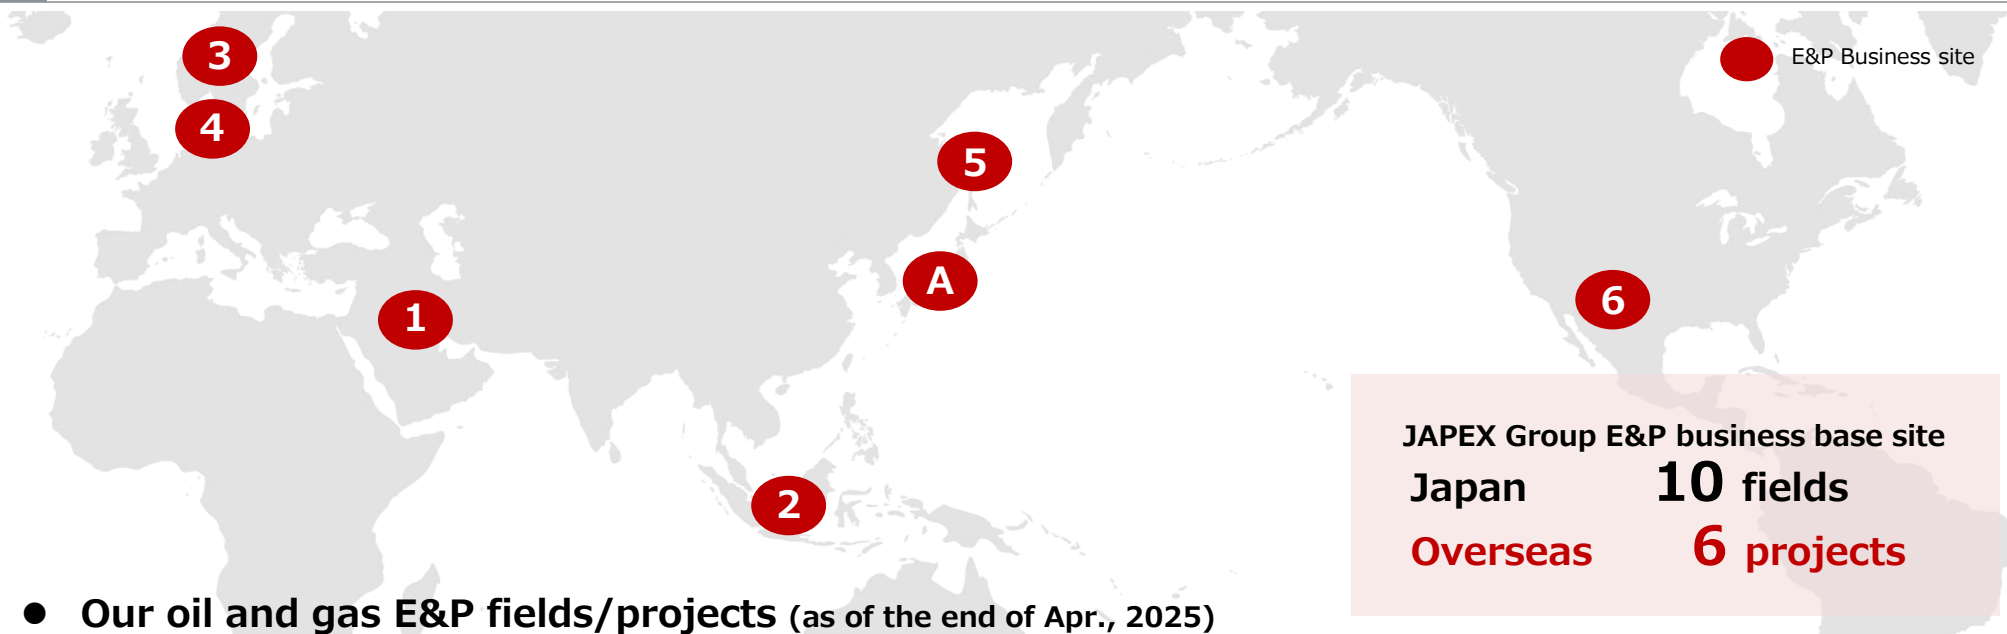 3
E&P Business site
4
5
A
1
6
2
JAPEX Group E&P business base site
Japan 10 fields
Overseas 6 projects
● Our oil and gas E&P fields/projects (as of the end of Apr., 2025)